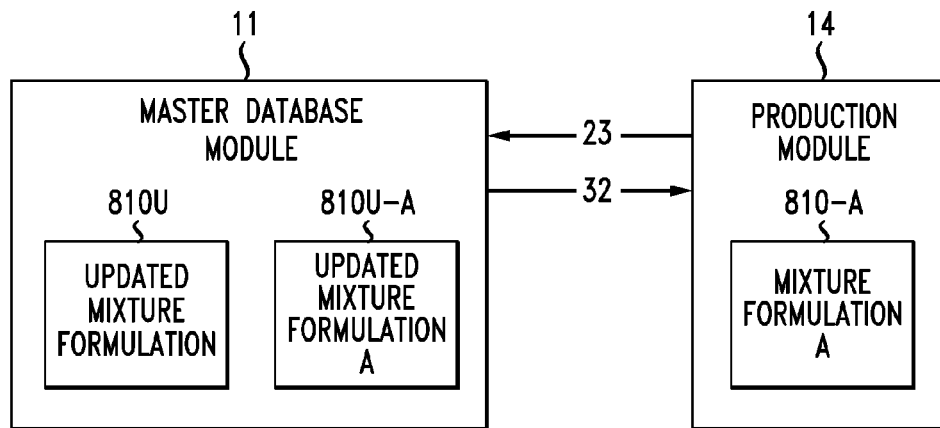 11
14
MASTER DATABASE
MODULE
PRODUCTION
MODULE
23
32
810U
810U-A
810-A
UPDATED
MIXTURE
FORMULATION
UPDATED
MIXTURE
FORMULATION
A
MIXTURE
FORMULATION
A